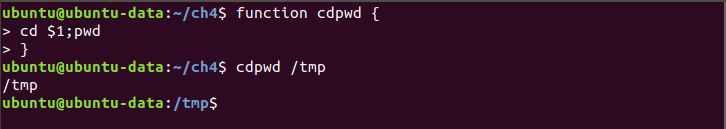 ubuntu@ubuntu-data:~/ch4$ function cdpwd {
> cd $1;pwd
> }
ubuntu@ubuntu-data:~/ch4$ cdpwd /tmp
/tmp
ubuntu@ubuntu-data:/tmp$